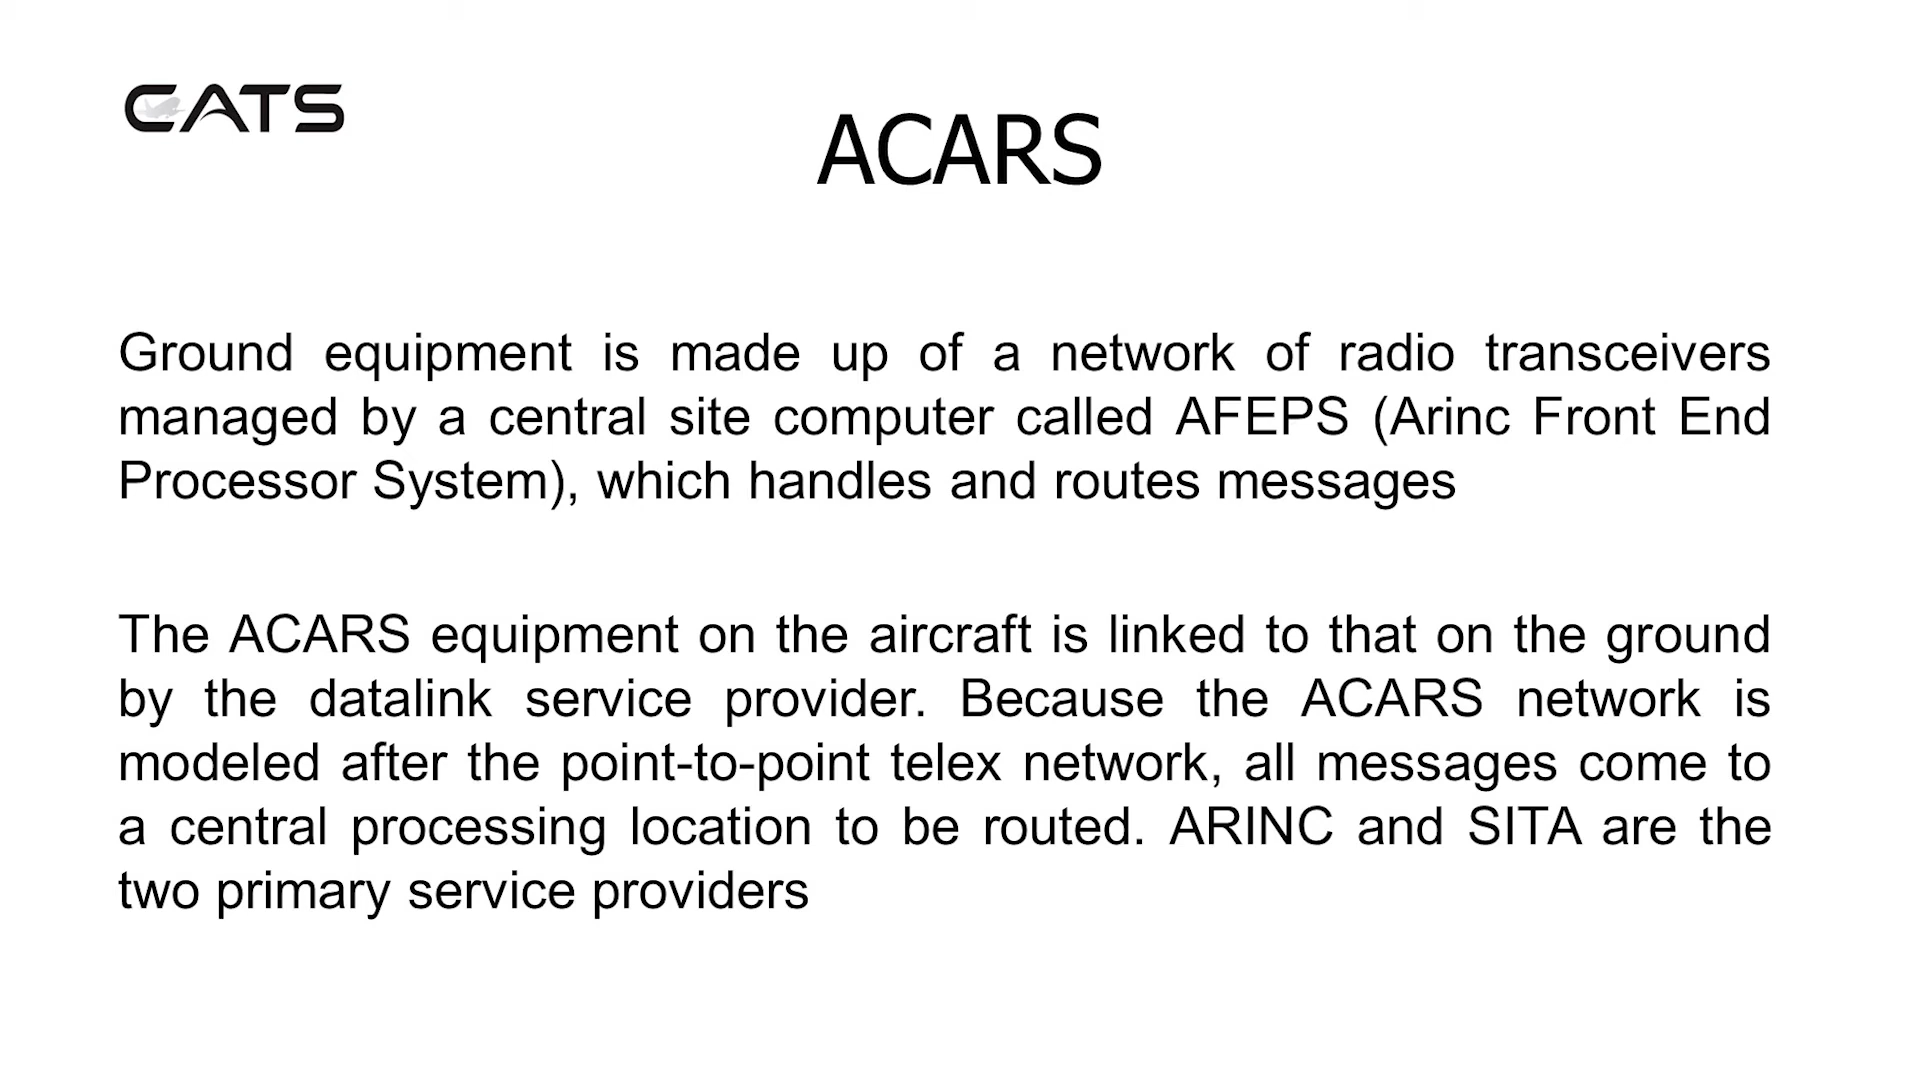 CATS
ACARS
Ground equipment is made up of a network of radio transceivers
managed by a central site computer called AFEPS (Arinc Front End
Processor System), which handles and routes messages
The ACARS equipment on the aircraft is linked to that on the ground
by the datalink service provider. Because the ACARS network is
modeled after the point-to-point telex network, all messages come to
a central processing location to be routed. ARINC and SITA are the
two primary service providers